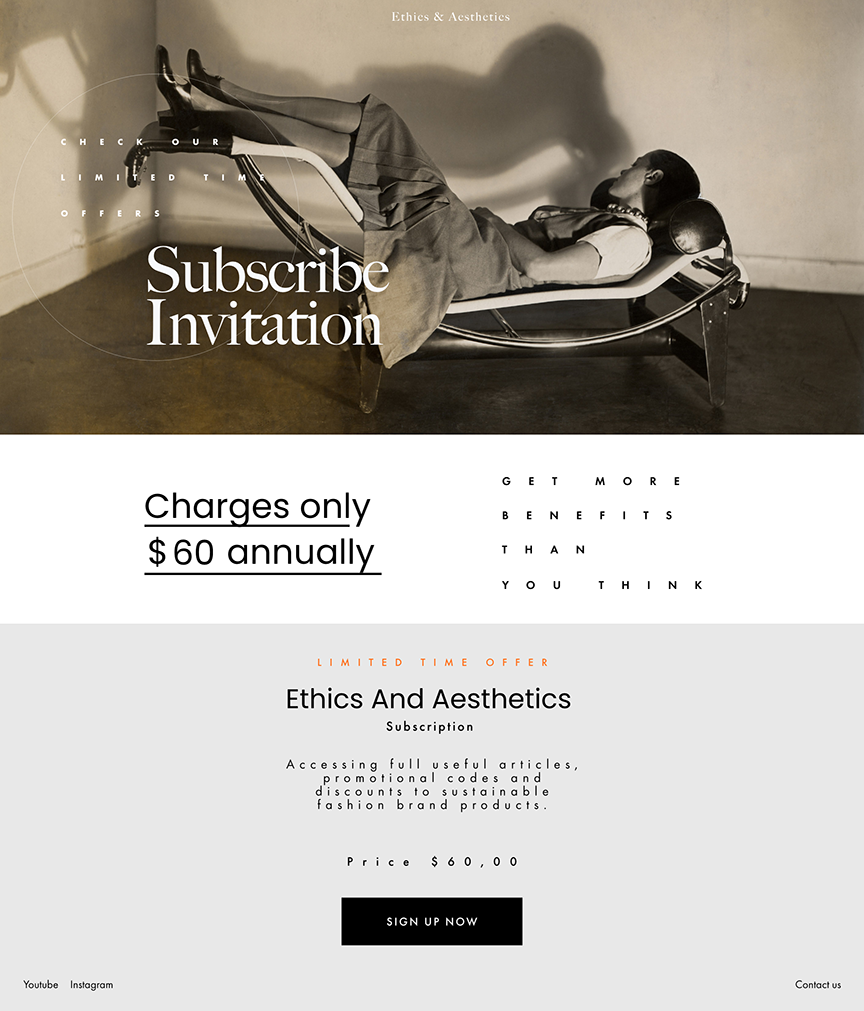 Ethics & Aesthetics
CHECK OUR
LIMITED TIME
OFFERS
Subscribe
Invitation
Charges only
$60 annually
GET MORE
BENEFITS
THAN
YOU THINK
LIMITED TIME OFFER
Ethics And Aesthetics
Subscription
Accessing full useful articles,
promotional codes and
discounts to sustainable
fashion brand products.
Price $60,00
SIGN UP NOW
Youtube Instagram
Contact us